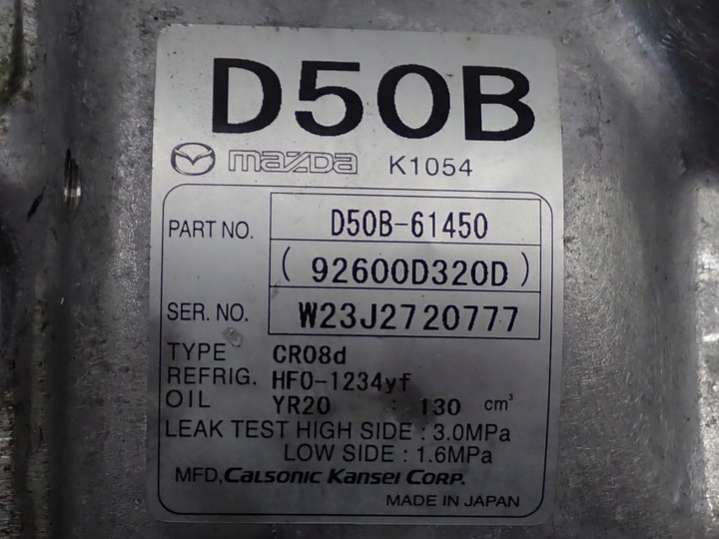 D50B
mazda K1054
PART NO. D50B-61450
(92600D320D)
SER. NO. W23J2720777
TYPE CR08d
REFRIG. HFO-1234yf
OIL YR20 : 130 cm³
LEAK TEST HIGH SIDE : 3.0MPa
LOW SIDE : 1.6MPa
MFD, CALSONIC KANSEI CORP.
MADE IN JAPAN